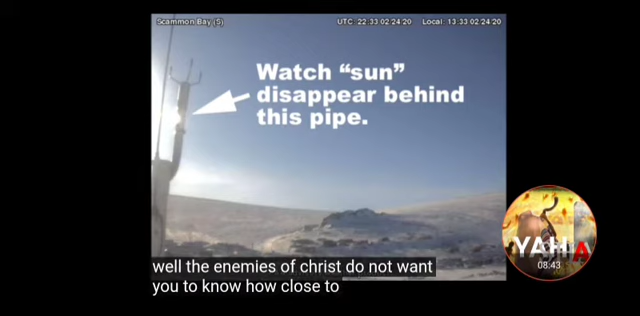 Scammon Bay (S) UTC: 22:33 02:24:20 Local: 13:33 02:24:20
Watch “sun”
disappear behind
this pipe.
YAH A
08:43
well the enemies of christ do not want
you to know how close to